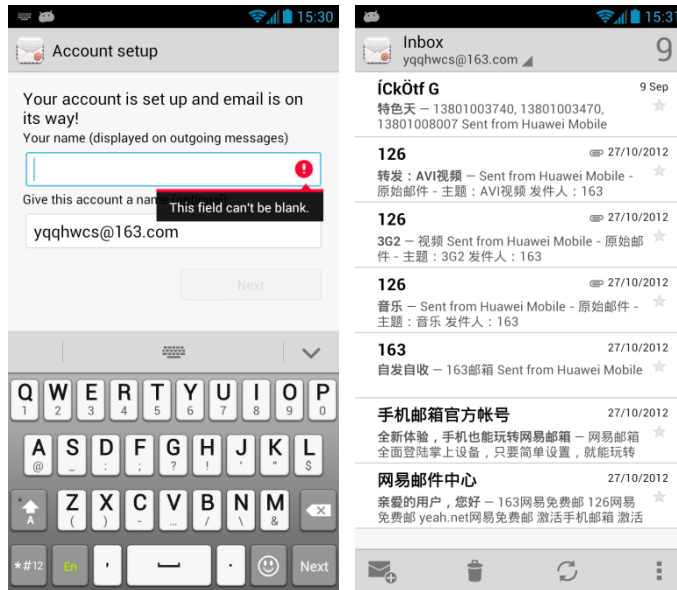 15:30
Account setup
Your account is set up and email is on
its way!
Your name (displayed on outgoing messages)
Give this account a name
This field can't be blank.
yqqhwcs@163.com
Next
Q W E R T Y U I O P
1 2 3 4 5 6 7 8 9 0
A S D F G H J K L
@ _ : ; ? ! ' " $
Z X C V B N M
( ) - ... / \ &
A
*#12 En , . Next
15:31
Inbox
yqqhwcs@163.com
9
ÍCkÖtf G 9 Sep
特色天 – 13801003740, 13801003470,
13801008007 Sent from Huawei Mobile
126 27/10/2012
转发：AVI视频 – Sent from Huawei Mobile -
原始邮件 - 主题：AVI视频 发件人：163
126 27/10/2012
3G2 – 视频 Sent from Huawei Mobile - 原始邮
件 - 主题：3G2 发件人：163
126 27/10/2012
音乐 – Sent from Huawei Mobile - 原始邮件 -
主题：音乐 发件人：163
163 27/10/2012
自发自收 – 163邮箱 Sent from Huawei Mobile
手机邮箱官方帐号 27/10/2012
全新体验，手机也能玩转网易邮箱 – 网易邮箱
全面登陆掌上设备，只要简单设置，就能玩转
网易邮件中心 27/10/2012
亲爱的用户，您好 – 163网易免费邮 126网易
免费邮 yeah.net网易免费邮 激活手机邮箱 激活